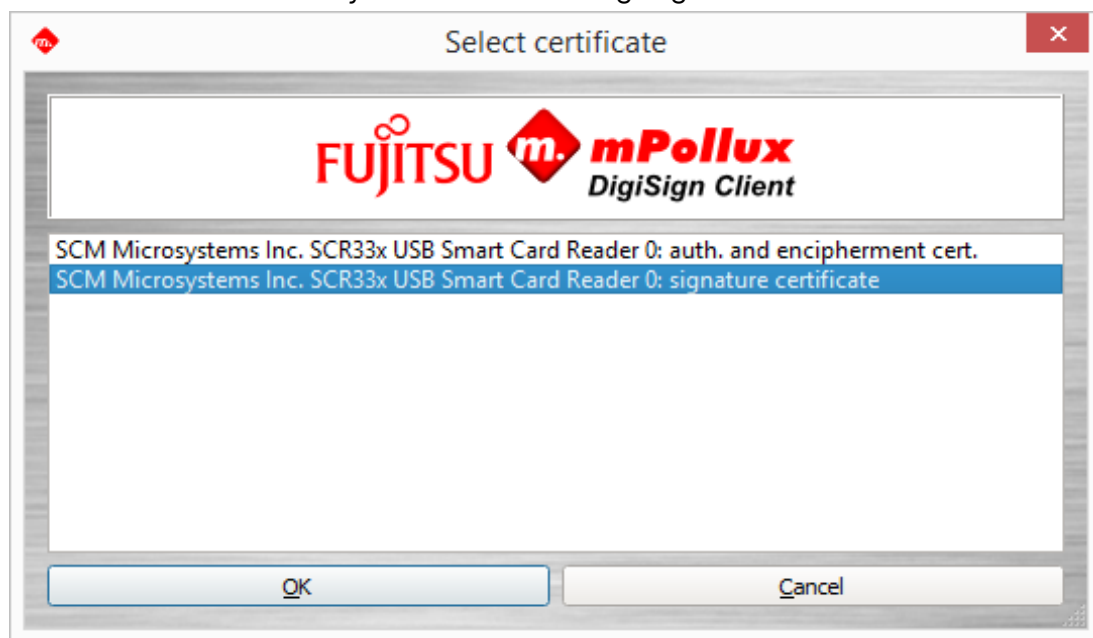 Select certificate
FUJITSU m. mPollux
DigiSign Client
SCM Microsystems Inc. SCR33x USB Smart Card Reader 0: auth. and encipherment cert.
SCM Microsystems Inc. SCR33x USB Smart Card Reader 0: signature certificate
OK Cancel